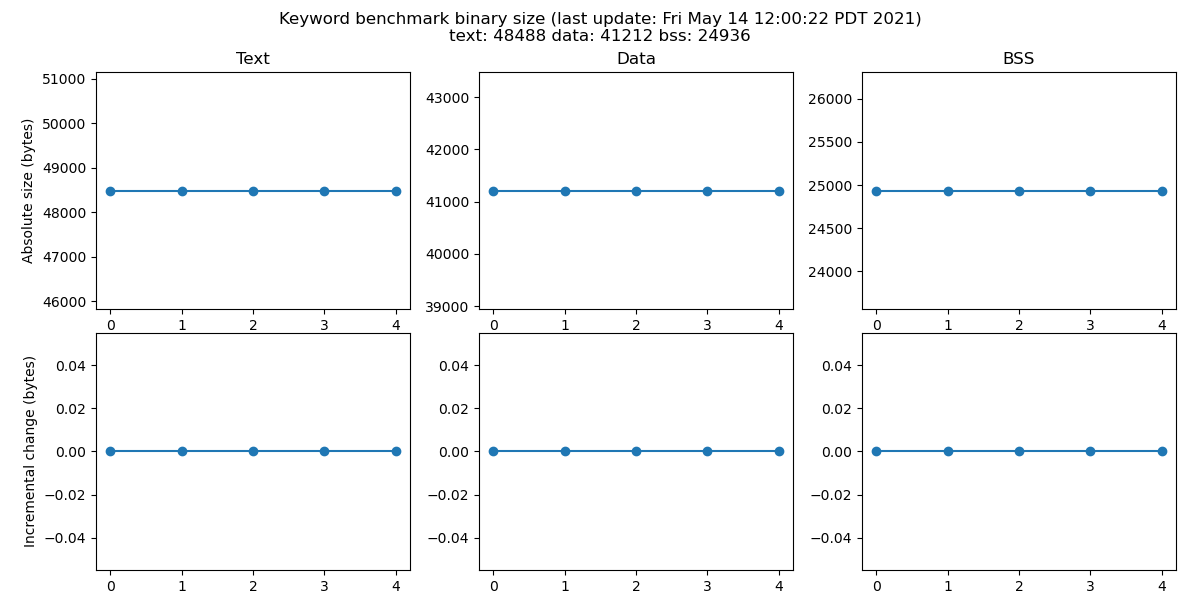 Keyword benchmark binary size (last update: Fri May 14 12:00:22 PDT 2021)
text: 48488 data: 41212 bss: 24936
Text
Data
BSS
Absolute size (bytes)
51000
50000
49000
48000
47000
46000
0 1 2 3 4
43000
42000
41000
40000
39000
0 1 2 3 4
26000
25500
25000
24500
24000
0 1 2 3 4
Incremental change (bytes)
0.04
0.02
0.00
−0.02
−0.04
0 1 2 3 4
0.04
0.02
0.00
−0.02
−0.04
0 1 2 3 4
0.04
0.02
0.00
−0.02
−0.04
0 1 2 3 4